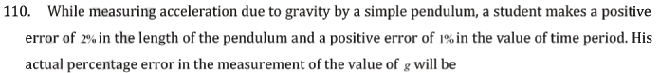 110. While measuring acceleration due to gravity by a simple pendulum, a student makes a positive
error of 2% in the length of the pendulum and a positive error of 1% in the value of time period. His
actual percentage error in the measurement of the value of g will be